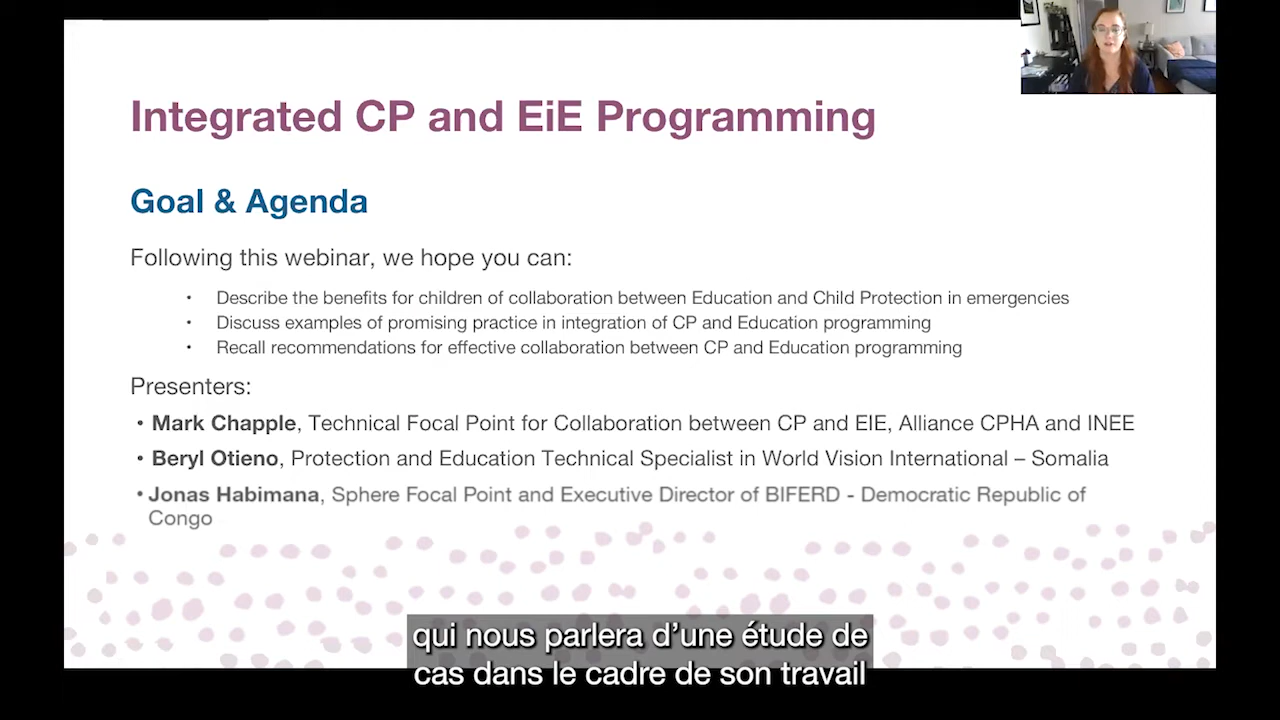 Integrated CP and EiE Programming
Goal & Agenda
Following this webinar, we hope you can:
• Describe the benefits for children of collaboration between Education and Child Protection in emergencies
• Discuss examples of promising practice in integration of CP and Education programming
• Recall recommendations for effective collaboration between CP and Education programming
Presenters:
• Mark Chapple, Technical Focal Point for Collaboration between CP and EIE, Alliance CPHA and INEE
• Beryl Otieno, Protection and Education Technical Specialist in World Vision International – Somalia
• Jonas Habimana, Sphere Focal Point and Executive Director of BIFERD - Democratic Republic of
Congo
qui nous parlera d'une étude de
cas dans le cadre de son travail